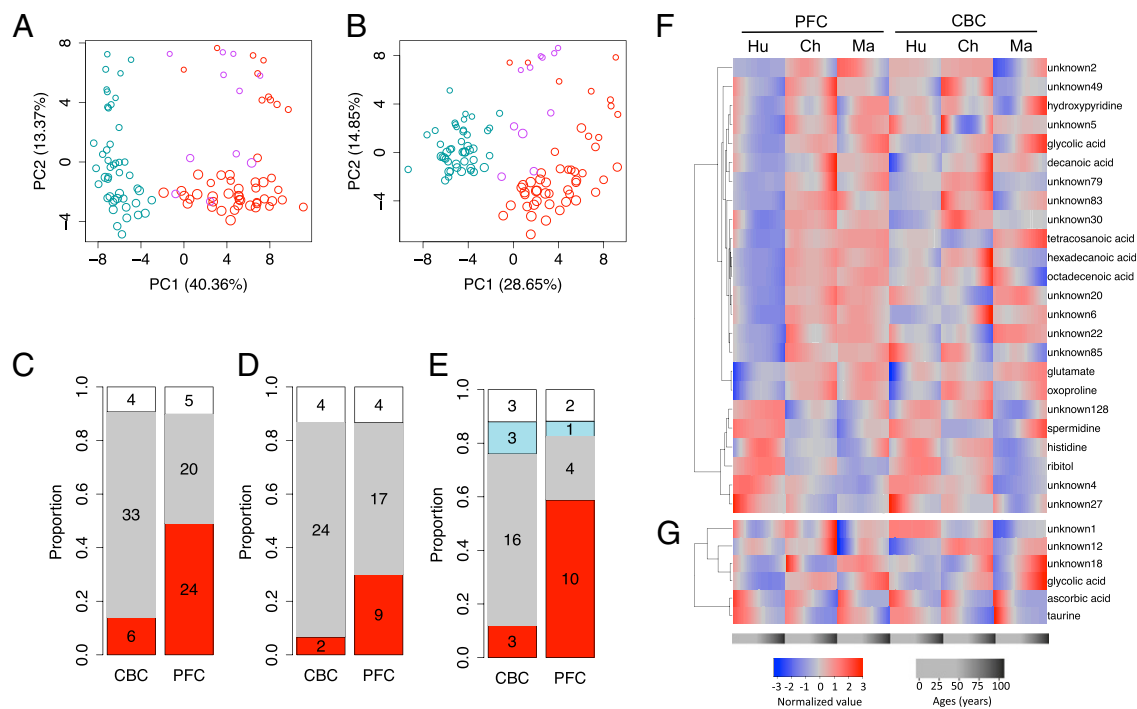 A
8
4
0
−4
−8
−4
0
4
8
PC2 (13.37%)
PC1 (40.36%)
B
8
4
0
−4
−8
−4
0
4
8
PC2 (14.85%)
PC1 (28.65%)
C
1.0
0.8
0.6
0.4
0.2
0.0
Proportion
4
33
6
5
20
24
CBC
PFC
D
1.0
0.8
0.6
0.4
0.2
0.0
Proportion
4
24
2
4
17
9
CBC
PFC
E
1.0
0.8
0.6
0.4
0.2
0.0
Proportion
3
3
16
3
2
1
4
10
CBC
PFC
F
PFC
CBC
Hu
Ch
Ma
Hu
Ch
Ma
unknown2
unknown49
hydroxypyridine
unknown5
glycolic acid
decanoic acid
unknown79
unknown83
unknown30
tetracosanoic acid
hexadecanoic acid
octadecenoic acid
unknown20
unknown6
unknown22
unknown85
glutamate
oxoproline
unknown128
spermidine
histidine
ribitol
unknown4
unknown27
G
unknown1
unknown12
unknown18
glycolic acid
ascorbic acid
taurine
-3 -2 -1 0 1 2 3
Normalized value
0 25 50 75 100
Ages (years)